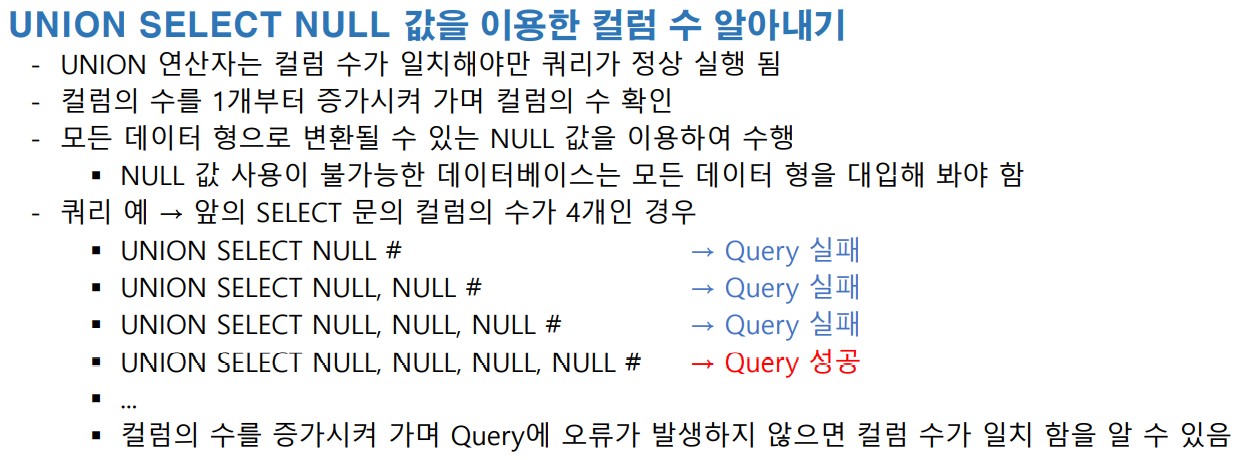 UNION SELECT NULL 값을 이용한 컬럼 수 알아내기
- UNION 연산자는 컬럼 수가 일치해야만 쿼리가 정상 실행 됨
- 컬럼의 수를 1개부터 증가시켜 가며 컬럼의 수 확인
- 모든 데이터 형으로 변환될 수 있는 NULL 값을 이용하여 수행
▪ NULL 값 사용이 불가능한 데이터베이스는 모든 데이터 형을 대입해 봐야 함
- 쿼리 예 → 앞의 SELECT 문의 컬럼의 수가 4개인 경우
▪ UNION SELECT NULL # → Query 실패
▪ UNION SELECT NULL, NULL # → Query 실패
▪ UNION SELECT NULL, NULL, NULL # → Query 실패
▪ UNION SELECT NULL, NULL, NULL, NULL # → Query 성공
▪ ...
▪ 컬럼의 수를 증가시켜 가며 Query에 오류가 발생하지 않으면 컬럼 수가 일치 함을 알 수 있음